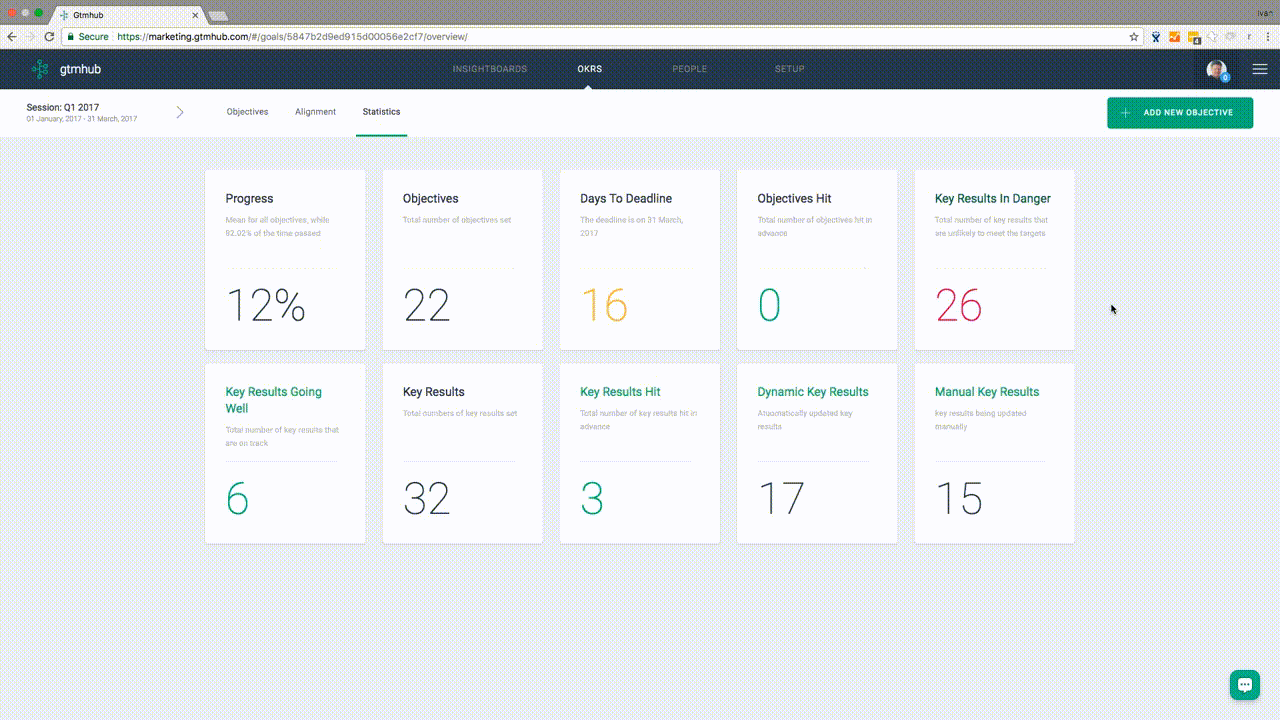 Gtmhub
Ivan
Secure https://marketing.gtmhub.com/#/goals/5847b2d9ed915d00056e2cf7/overview/
4
gtmhub
INSIGHTBOARDS
OKRS
PEOPLE
SETUP
0
Session: Q1 2017
01 January, 2017 - 31 March, 2017
Objectives
Alignment
Statistics
ADD NEW OBJECTIVE
Progress
Mean for all objectives, while
82.02% of the time passed
12%
Objectives
Total number of objectives set
22
Days To Deadline
The deadline is on 31 March,
2017
16
Objectives Hit
Total number of objectives hit in
advance
0
Key Results In Danger
Total number of key results that
are unlikely to meet the targets
26
Key Results Going
Well
Total number of key results that
are on track
6
Key Results
Total numbers of key results set
32
Key Results Hit
Total number of key results hit in
advance
3
Dynamic Key Results
Atuomatically updated key
results
17
Manual Key Results
key results being updated
manually
15